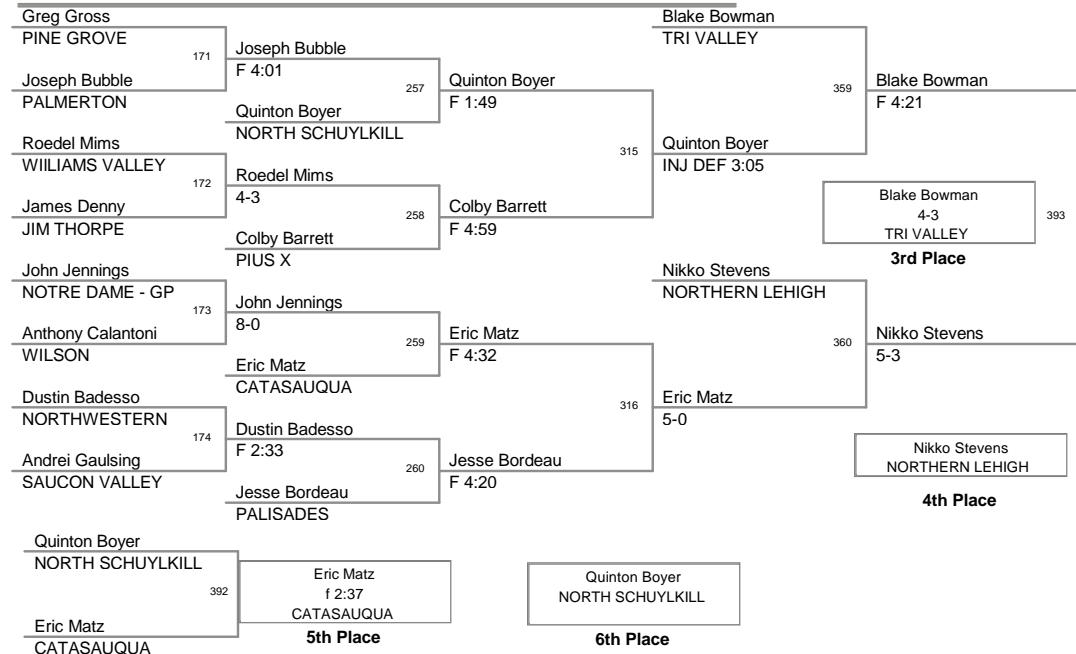 Greg Gross
PINE GROVE
171
Joseph Bubble
PALMERTON
Joseph Bubble
F 4:01
257
Quinton Boyer
NORTH SCHUYLKILL
Roedel Mims
WIILIAMS VALLEY
172
James Denny
JIM THORPE
Roedel Mims
4-3
258
Colby Barrett
PIUS X
John Jennings
NOTRE DAME - GP
173
Anthony Calantoni
WILSON
John Jennings
8-0
259
Eric Matz
CATASAUQUA
Dustin Badesso
NORTHWESTERN
174
Andrei Gaulsing
SAUCON VALLEY
Dustin Badesso
F 2:33
260
Jesse Bordeau
PALISADES
Quinton Boyer
F 1:49
315
Colby Barrett
F 4:59
Eric Matz
F 4:32
316
Jesse Bordeau
F 4:20
Blake Bowman
TRI VALLEY
359
Quinton Boyer
INJ DEF 3:05
Nikko Stevens
NORTHERN LEHIGH
360
Eric Matz
5-0
Blake Bowman
F 4:21
Blake Bowman
4-3
TRI VALLEY
393
3rd Place
Nikko Stevens
5-3
Nikko Stevens
NORTHERN LEHIGH
4th Place
Quinton Boyer
NORTH SCHUYLKILL
392
Eric Matz
CATASAUQUA
Eric Matz
f 2:37
CATASAUQUA
5th Place
Quinton Boyer
NORTH SCHUYLKILL
6th Place